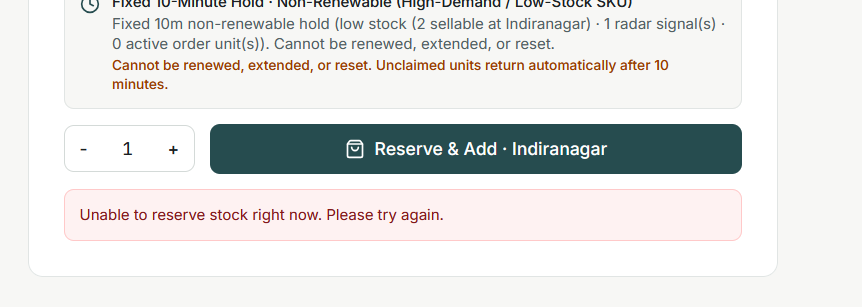 Fixed 10-Minute Hold · Non-Renewable (High-Demand / Low-Stock SKU)
Fixed 10m non-renewable hold (low stock (2 sellable at Indiranagar) · 1 radar signal(s) ·
0 active order unit(s)). Cannot be renewed, extended, or reset.
Cannot be renewed, extended, or reset. Unclaimed units return automatically after 10
minutes.
- 1 + Reserve & Add · Indiranagar
Unable to reserve stock right now. Please try again.